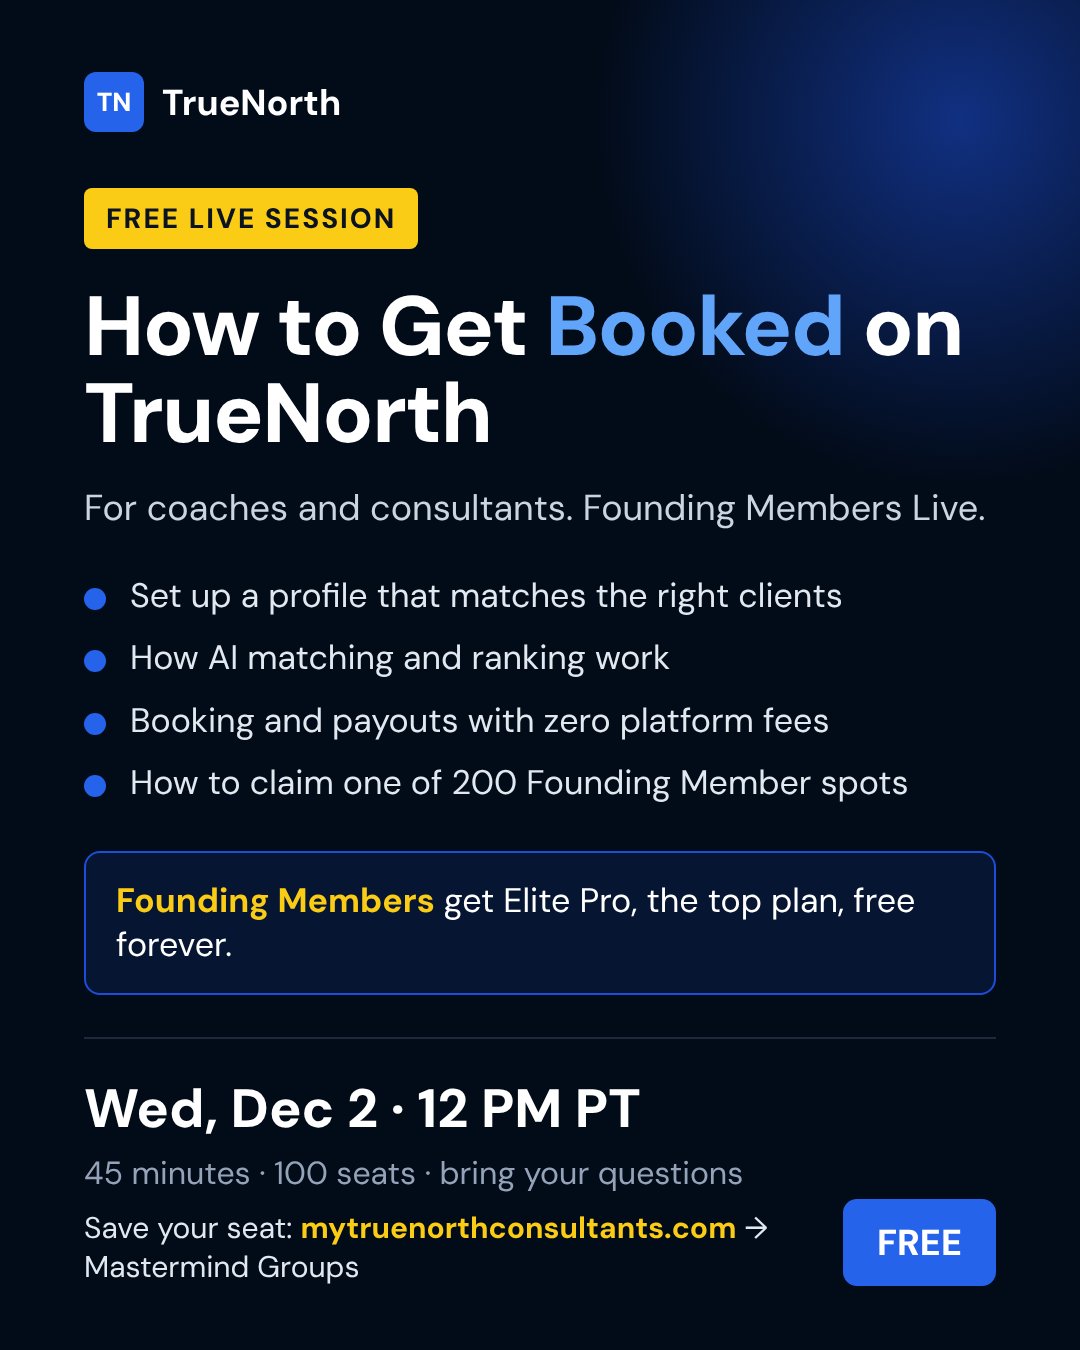 TN TrueNorth
FREE LIVE SESSION
How to Get Booked on
TrueNorth
For coaches and consultants. Founding Members Live.
Set up a profile that matches the right clients
How AI matching and ranking work
Booking and payouts with zero platform fees
How to claim one of 200 Founding Member spots
Founding Members get Elite Pro, the top plan, free
forever.
Wed, Dec 2 · 12 PM PT
45 minutes · 100 seats · bring your questions
Save your seat: mytruenorthconsultants.com →
Mastermind Groups
FREE